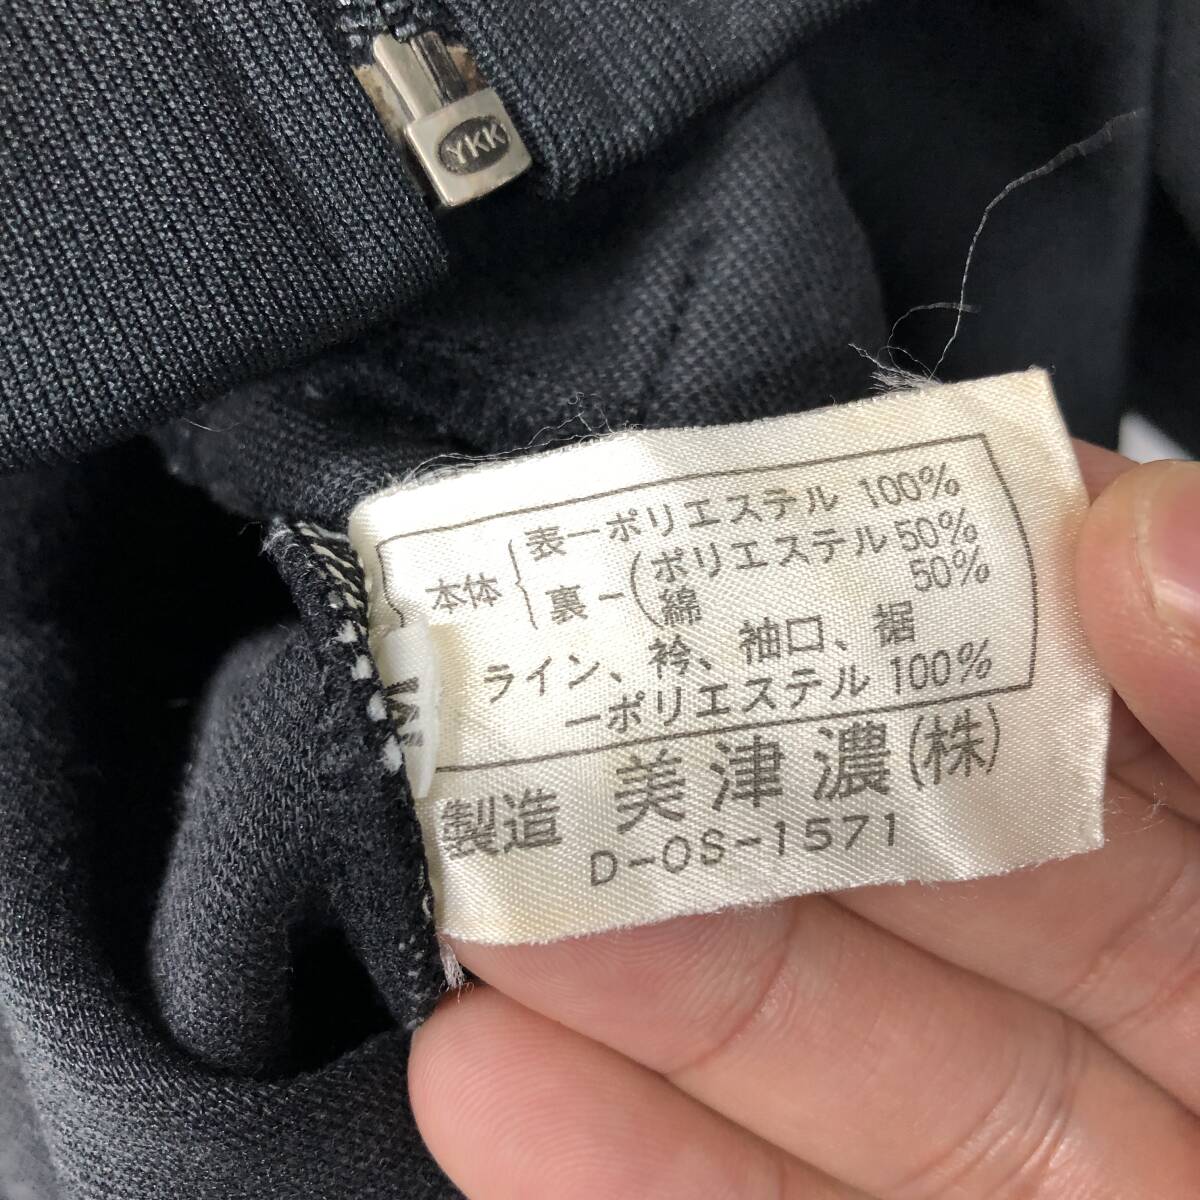 YKK
本体 表ーポリエステル 100%
裏ー(ポリエステル 50%
綿 50%
ライン、衿、袖口、裾
ーポリエステル 100%
製造 美津濃(株)
D-OS-1571